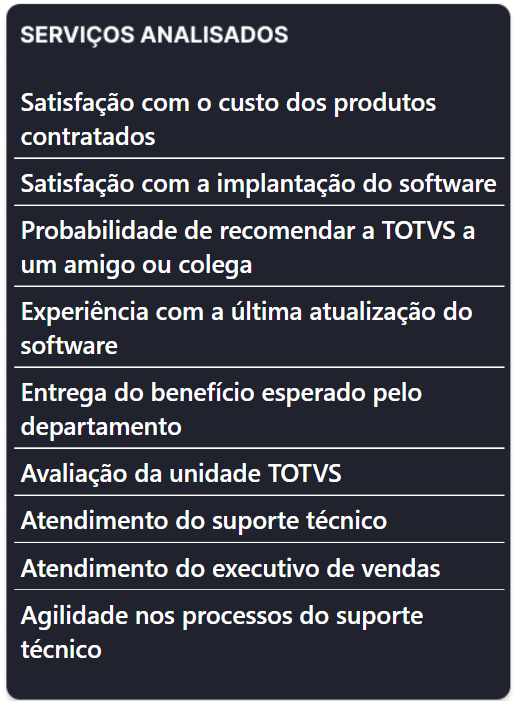 SERVIÇOS ANALISADOS
Satisfação com o custo dos produtos
contratados
Satisfação com a implantação do software
Probabilidade de recomendar a TOTVS a
um amigo ou colega
Experiência com a última atualização do
software
Entrega do benefício esperado pelo
departamento
Avaliação da unidade TOTVS
Atendimento do suporte técnico
Atendimento do executivo de vendas
Agilidade nos processos do suporte
técnico